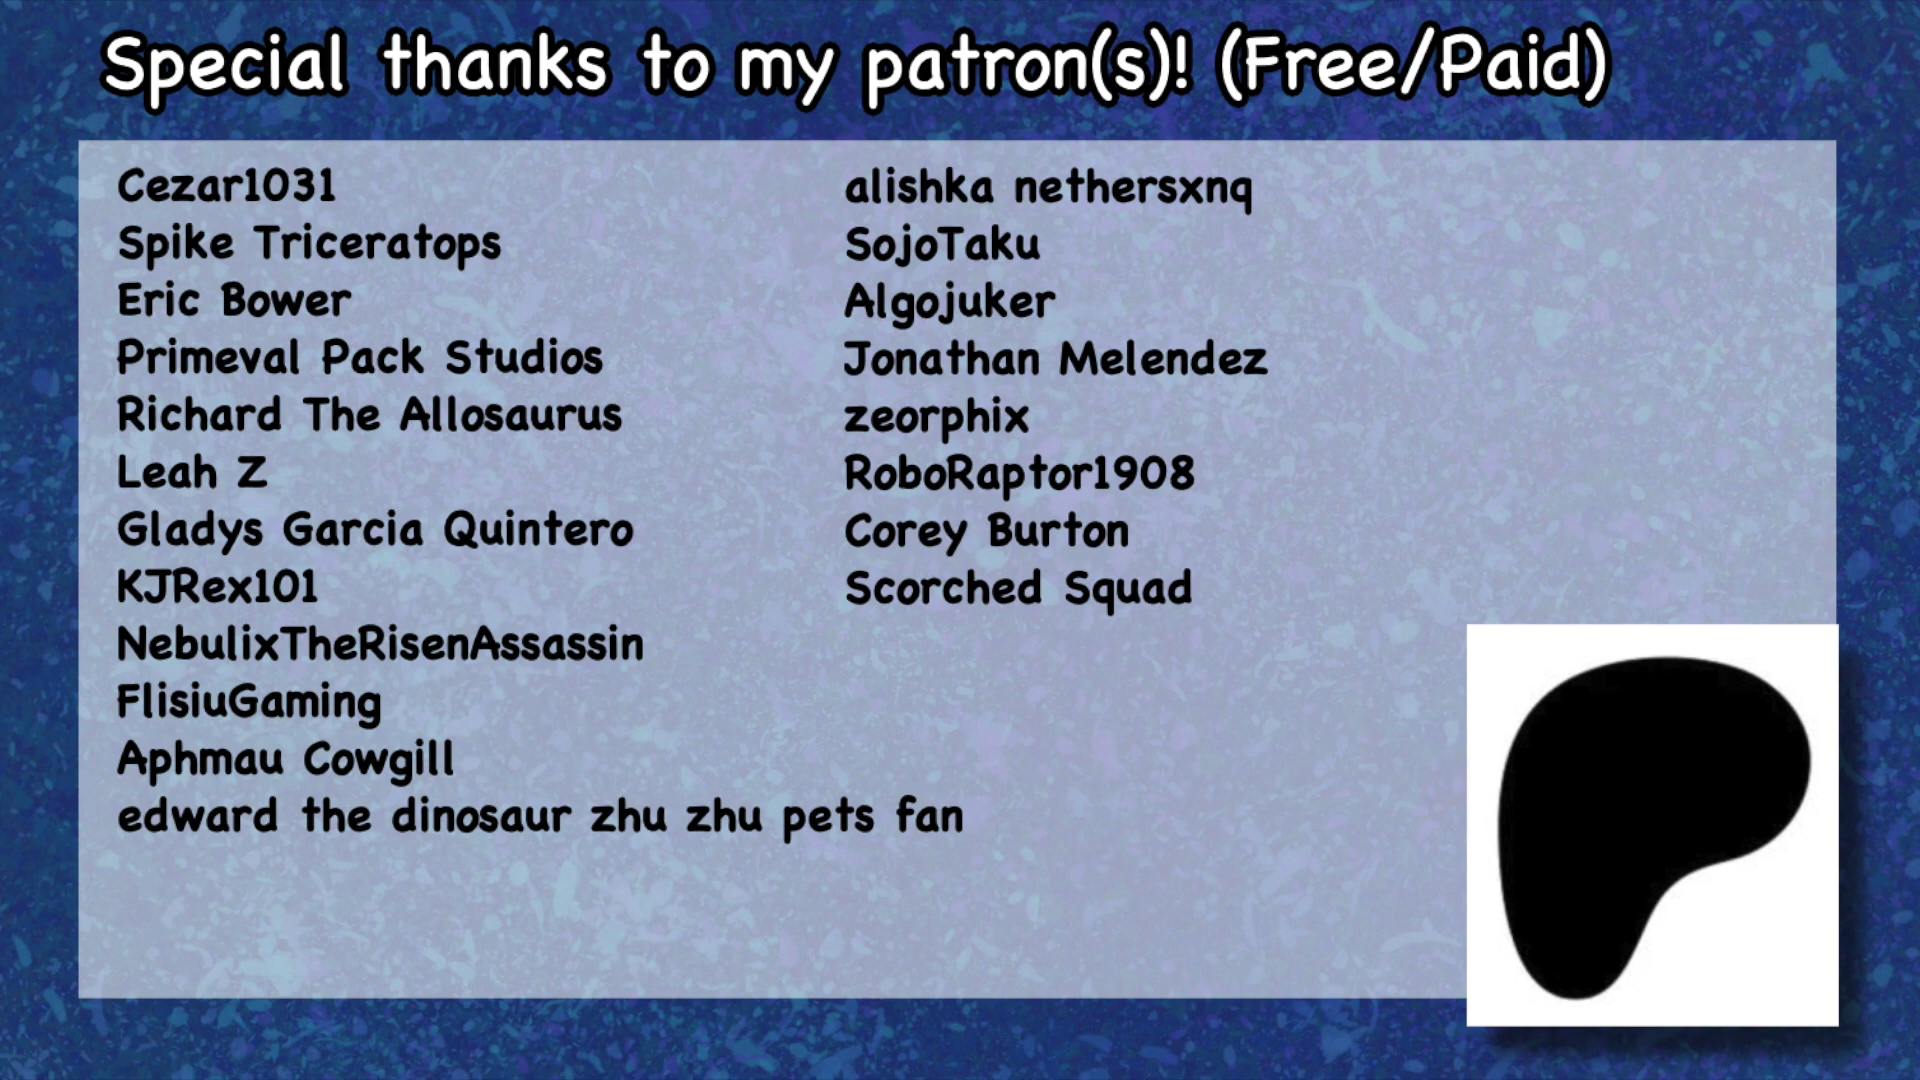 Special thanks to my patron(s)! (Free/Paid)
Cezar1031
Spike Triceratops
Eric Bower
Primeval Pack Studios
Richard The Allosaurus
Leah Z
Gladys Garcia Quintero
KJRex101
NebulixTheRisenAssassin
FlisiuGaming
Aphmau Cowgill
edward the dinosaur zhu zhu pets fan
alishka nethersxnq
SojoTaku
Algojuker
Jonathan Melendez
zeorphix
RoboRaptor1908
Corey Burton
Scorched Squad